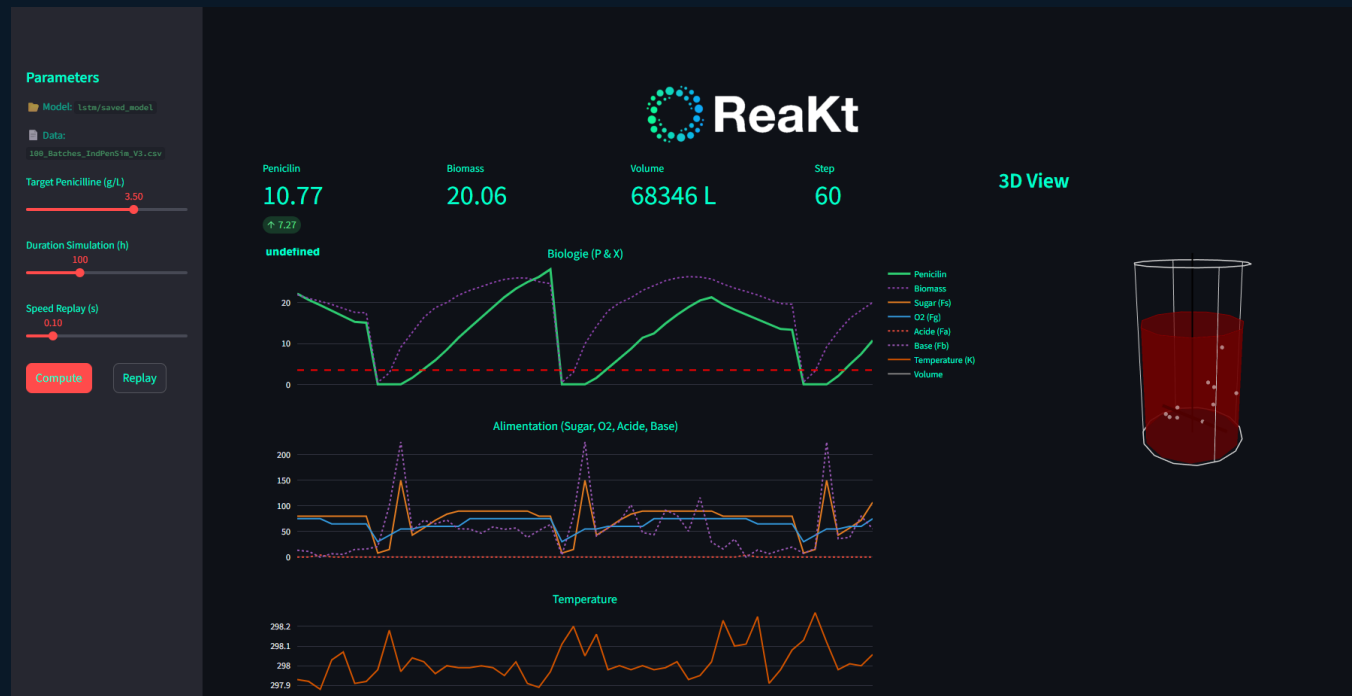 Parameters
Model: lstm/saved_model
Data:
100_Batches_IndPenSim_V3.csv
Target Penicilline (g/L)
3.50
Duration Simulation (h)
100
Speed Replay (s)
0.10
Compute Replay
ReaKt
Penicilin Biomass Volume Step
10.77 20.06 68346 L 60
↑ 7.27
3D View
undefined
Biologie (P & X)
20
10
0
Penicilin
Biomass
Sugar (Fs)
O2 (Fg)
Acide (Fa)
Base (Fb)
Temperature (K)
Volume
Alimentation (Sugar, O2, Acide, Base)
200
150
100
50
0
Temperature
298.2
298.1
298
297.9